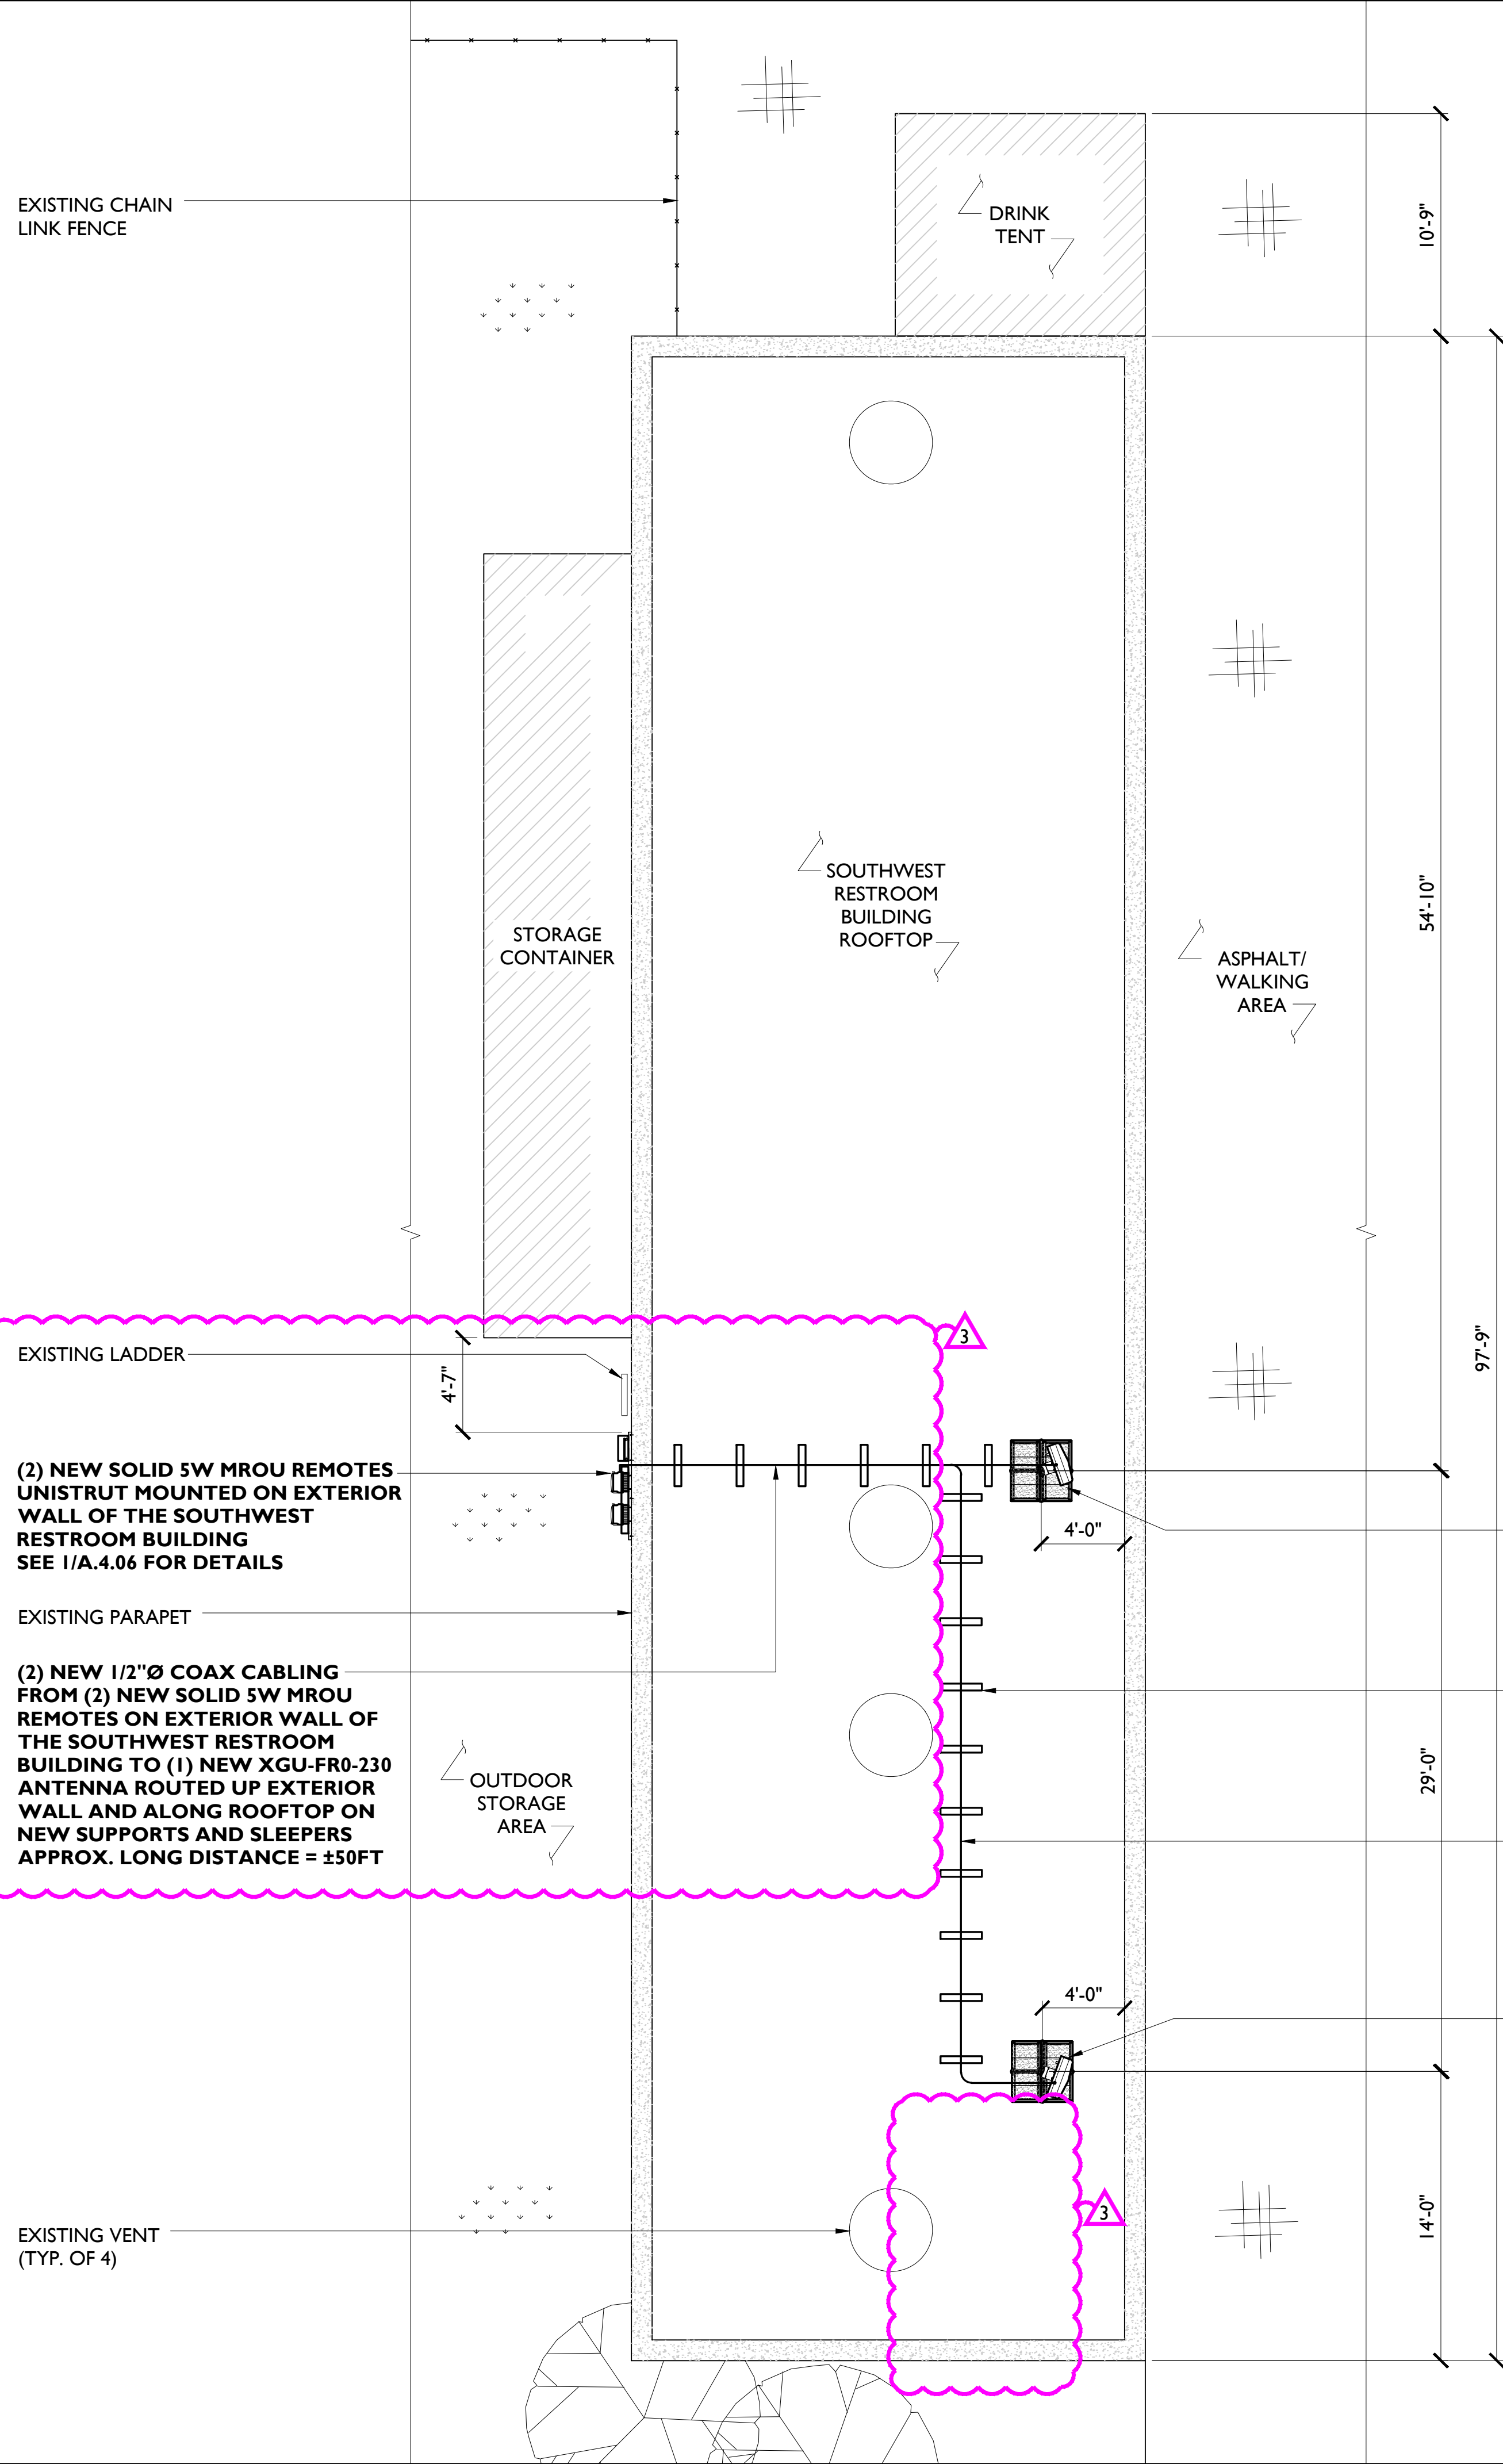 EXISTING CHAIN
LINK FENCE
DRINK
TENT
10'-9"
SOUTHWEST
RESTROOM
BUILDING
ROOFTOP
54'-10"
STORAGE
CONTAINER
ASPHALT/
WALKING
AREA
3
EXISTING LADDER
4'-7"
97'-9"
(2) NEW SOLID 5W MROU REMOTES
UNISTRUT MOUNTED ON EXTERIOR
WALL OF THE SOUTHWEST
RESTROOM BUILDING
SEE 1/A.4.06 FOR DETAILS
4'-0"
EXISTING PARAPET
(2) NEW 1/2"Ø COAX CABLING
FROM (2) NEW SOLID 5W MROU
REMOTES ON EXTERIOR WALL OF
THE SOUTHWEST RESTROOM
BUILDING TO (1) NEW XGU-FR0-230
ANTENNA ROUTED UP EXTERIOR
WALL AND ALONG ROOFTOP ON
NEW SUPPORTS AND SLEEPERS
APPROX. LONG DISTANCE = ±50FT
OUTDOOR
STORAGE
AREA
29'-0"
4'-0"
3
EXISTING VENT
(TYP. OF 4)
14'-0"